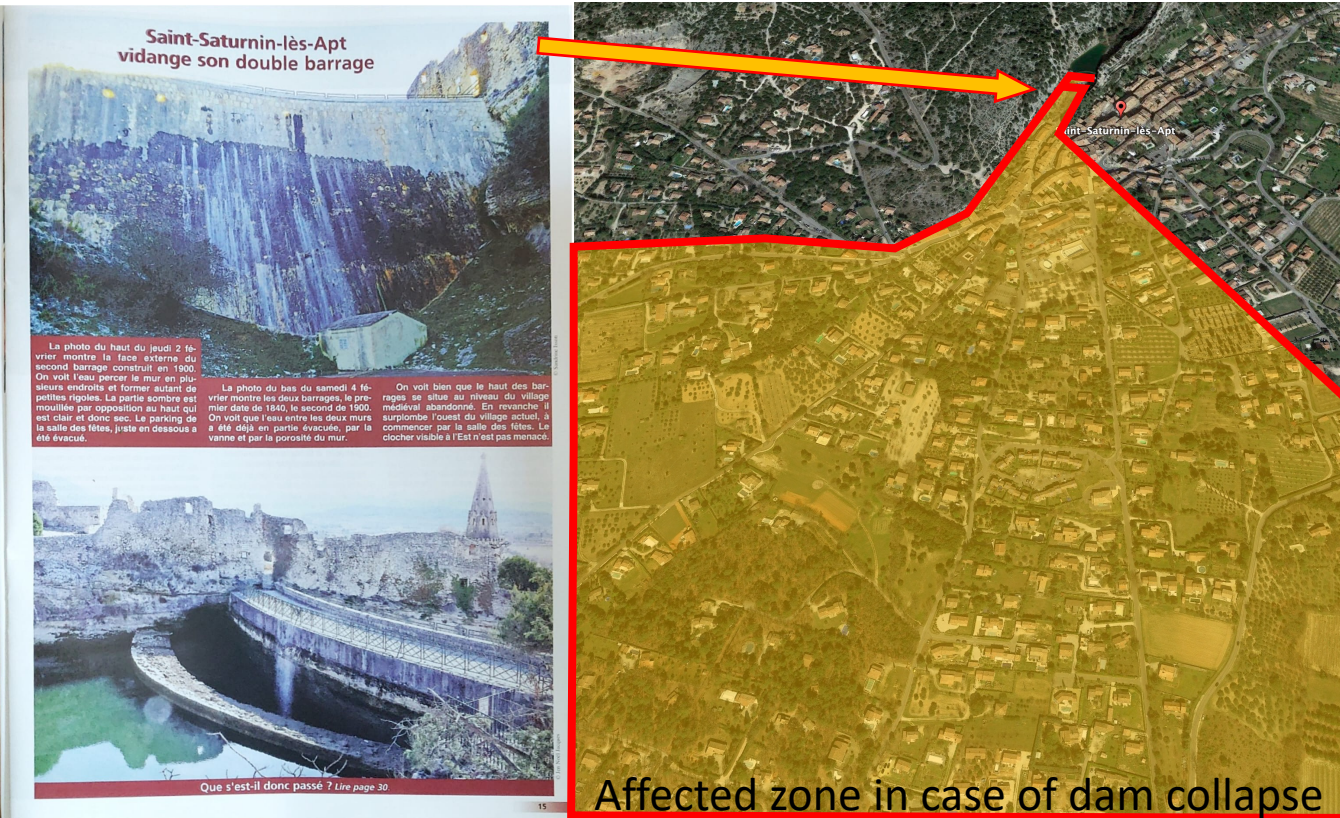 Saint-Saturnin-lès-Apt
vidange son double barrage
La photo du haut du jeudi 2 fé-
vrier montre la face externe du
second barrage construit en 1900.
On voit l'eau percer le mur en plu-
sieurs endroits et former autant de
petites rigoles. La partie sombre est
mouillée par opposition au haut qui
est clair et donc sec. Le parking de
la salle des fêtes, juste en dessous a
été évacué.
La photo du bas du samedi 4 fé-
vrier montre les deux barrages, le pre-
mier date de 1840, le second de 1900.
On voit que l'eau entre les deux murs
a été déjà en partie évacuée, par la
vanne et par la porosité du mur.
On voit bien que le haut des bar-
rages se situe au niveau du village
médiéval abandonné. En revanche il
surplombe l'ouest du village actuel, à
commencer par la salle des fêtes. Le
clocher visible à l'Est n'est pas menacé.
Que s'est-il donc passé ? Lire page 30.
15
int-Saturnin-lès-Apt
Affected zone in case of dam collapse